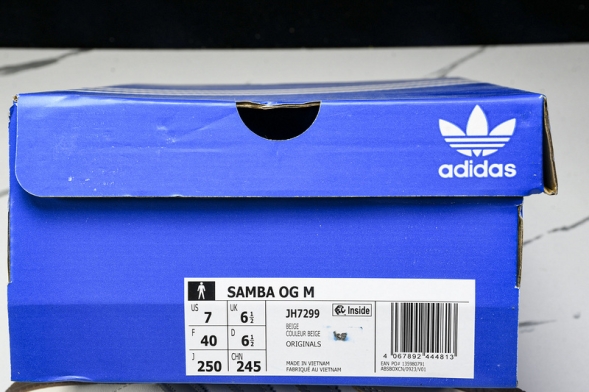 adidas
SAMBA OG M
US 7 UK 6½
F 40 D 6½
J 250 CHN 245
JH7299
BEIGE
COULEUR BEIGE
ORIGINALS
MADE IN VIETNAM
FABRIQUÉ AU VIETNAM
Inside
4 067892 444813